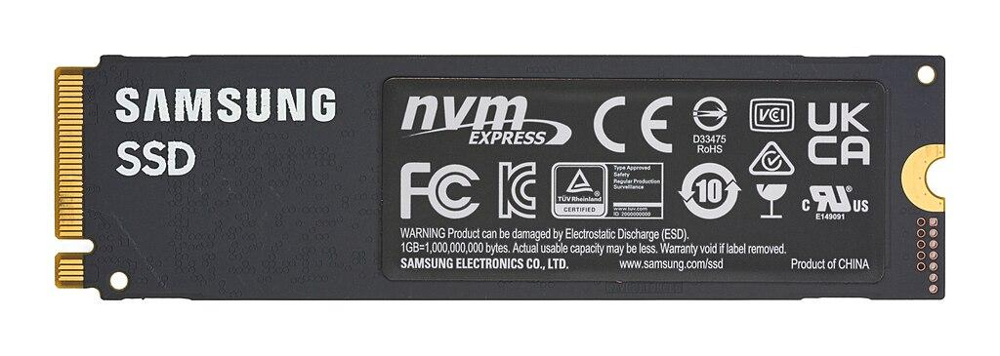 SAMSUNG
SSD
nvm
EXPRESS
CE
D33475
RoHS
VCI
UK
CA
FC
KC
TÜVRheinland
CERTIFIED
Type Approved
Safety
Regular Production
Surveillance
www.tuv.com
ID 2000000000
10
c RU® US
E149091
WARNING Product can be damaged by Electrostatic Discharge (ESD).
1GB=1,000,000,000 bytes. Actual usable capacity may be less. Warranty void if label removed.
SAMSUNG ELECTRONICS CO., LTD. www.samsung.com/ssd Product of CHINA